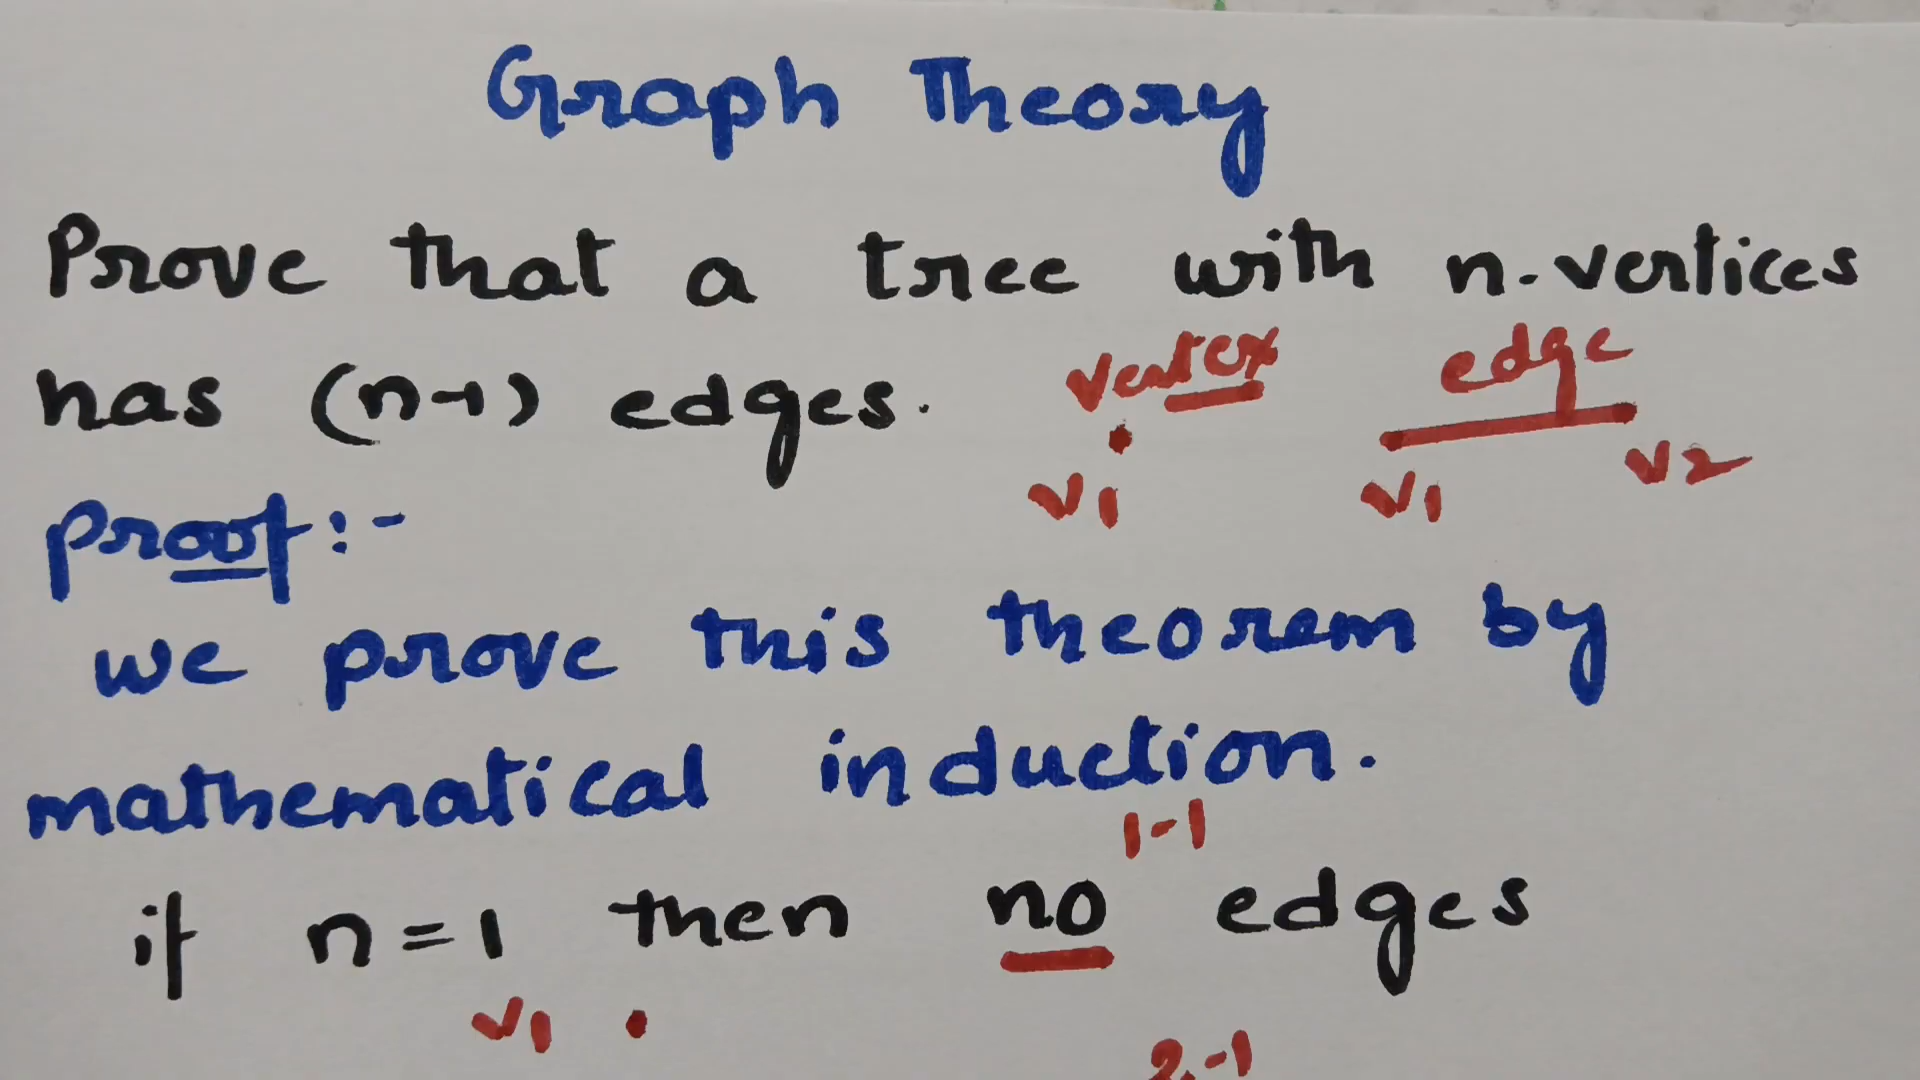 Graph Theory
Prove that a tree with n-vertices
vertex edge
has (n-1) edges.
v1 v1 v2
Proof:-
we prove this theorem by
mathematical induction.
1-1
if n=1 then no edges
v1
2-1